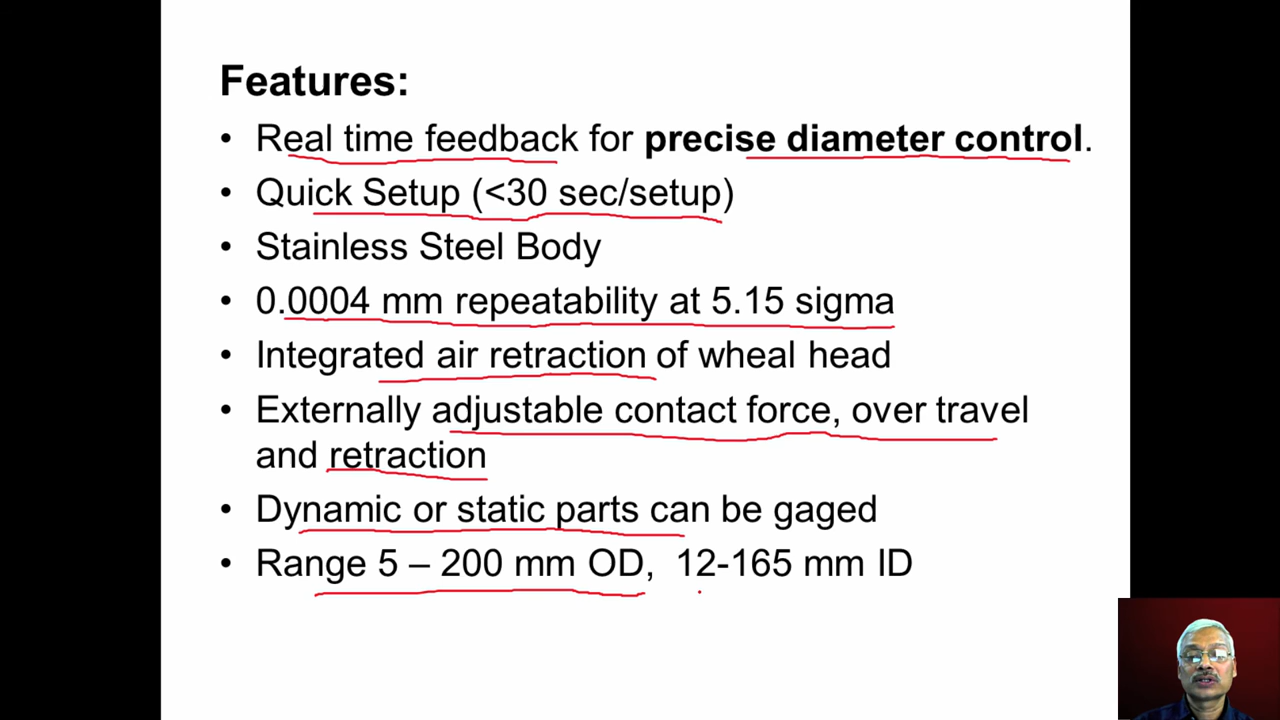 Features:
• Real time feedback for precise diameter control.
• Quick Setup (<30 sec/setup)
• Stainless Steel Body
• 0.0004 mm repeatability at 5.15 sigma
• Integrated air retraction of wheal head
• Externally adjustable contact force, over travel
and retraction
• Dynamic or static parts can be gaged
• Range 5 – 200 mm OD, 12-165 mm ID